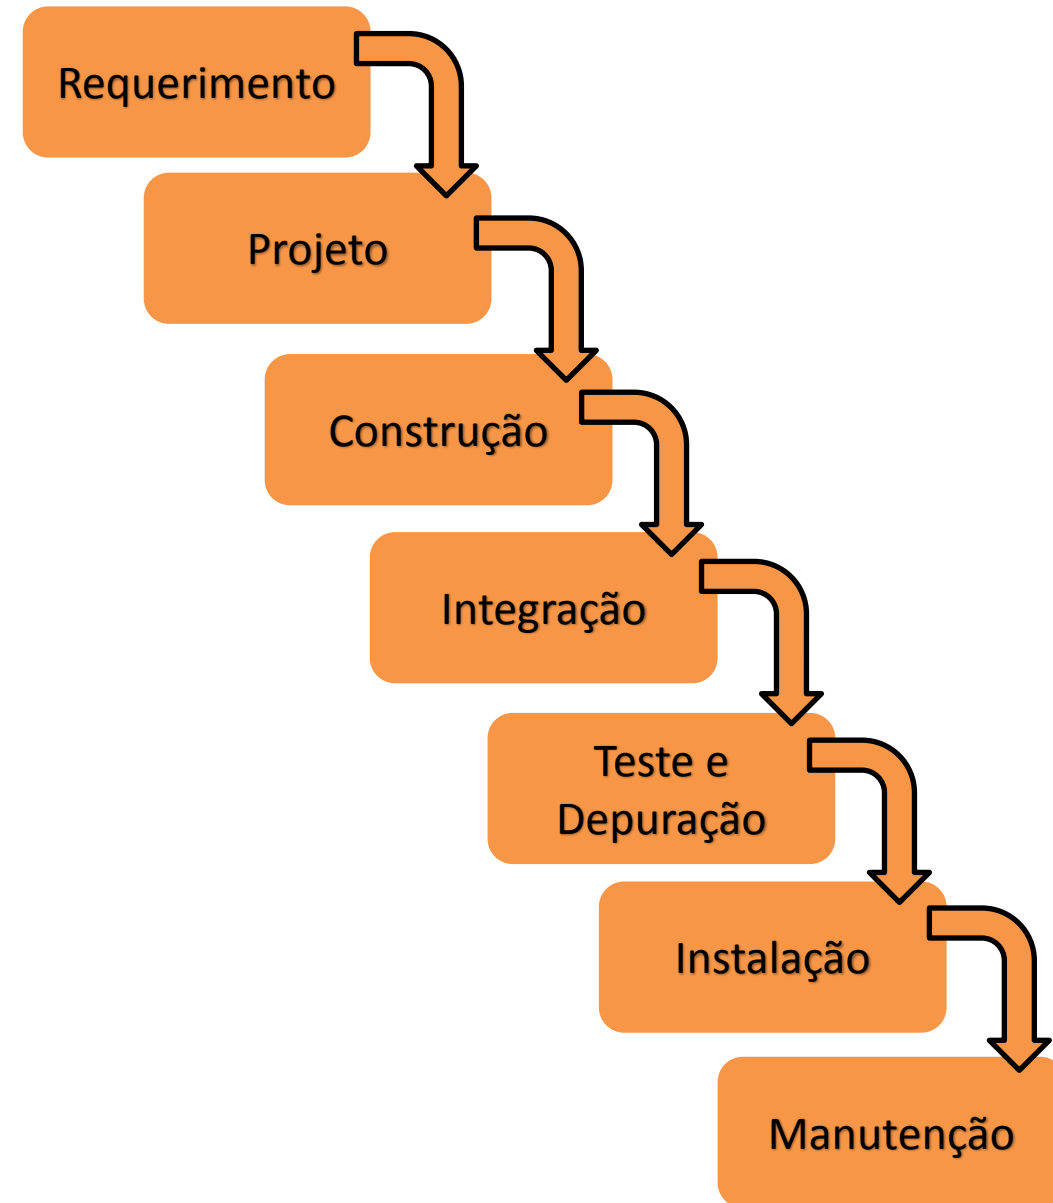 Requerimento
Projeto
Construção
Integração
Teste e
Depuração
Instalação
Manutenção